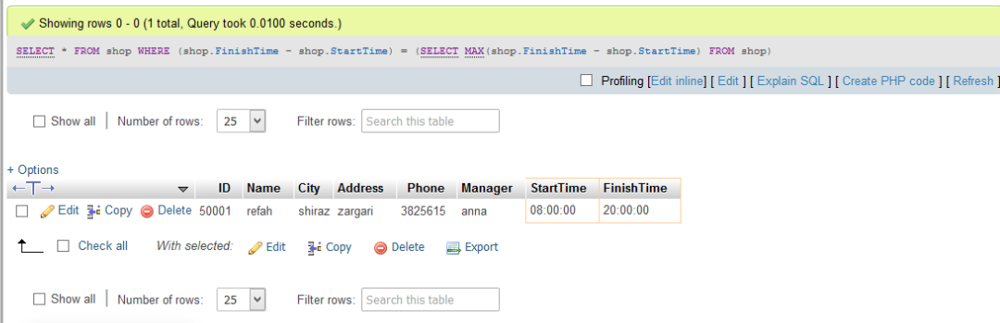 Showing rows 0 - 0 (1 total, Query took 0.0100 seconds.)
SELECT * FROM shop WHERE (shop.FinishTime - shop.StartTime) = (SELECT MAX(shop.FinishTime - shop.StartTime) FROM shop)
Profiling [Edit inline] [ Edit ] [ Explain SQL ] [ Create PHP code ] [ Refresh ]
Show all | Number of rows: 25 Filter rows: Search this table
+ Options
←T→ ID Name City Address Phone Manager StartTime FinishTime
Edit Copy Delete 50001 refah shiraz zargari 3825615 anna 08:00:00 20:00:00
Check all With selected: Edit Copy Delete Export
Show all | Number of rows: 25 Filter rows: Search this table